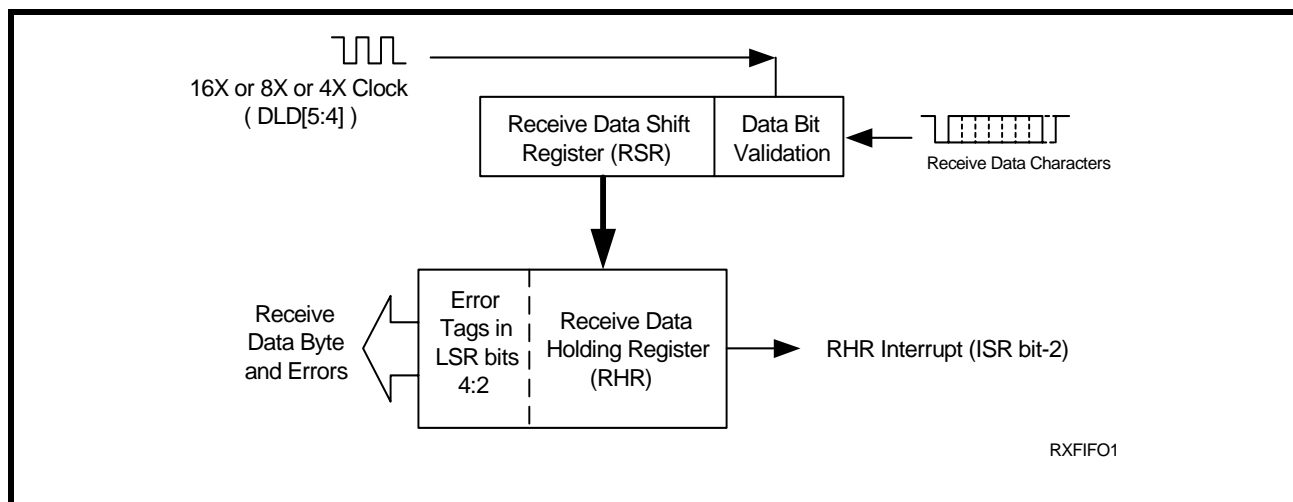 16X or 8X or 4X Clock
( DLD[5:4] )
Receive Data Shift
Register (RSR)
Data Bit
Validation
Receive Data Characters
Receive
Data Byte
and Errors
Error
Tags in
LSR bits
4:2
Receive Data
Holding Register
(RHR)
RHR Interrupt (ISR bit-2)
RXFIFO1